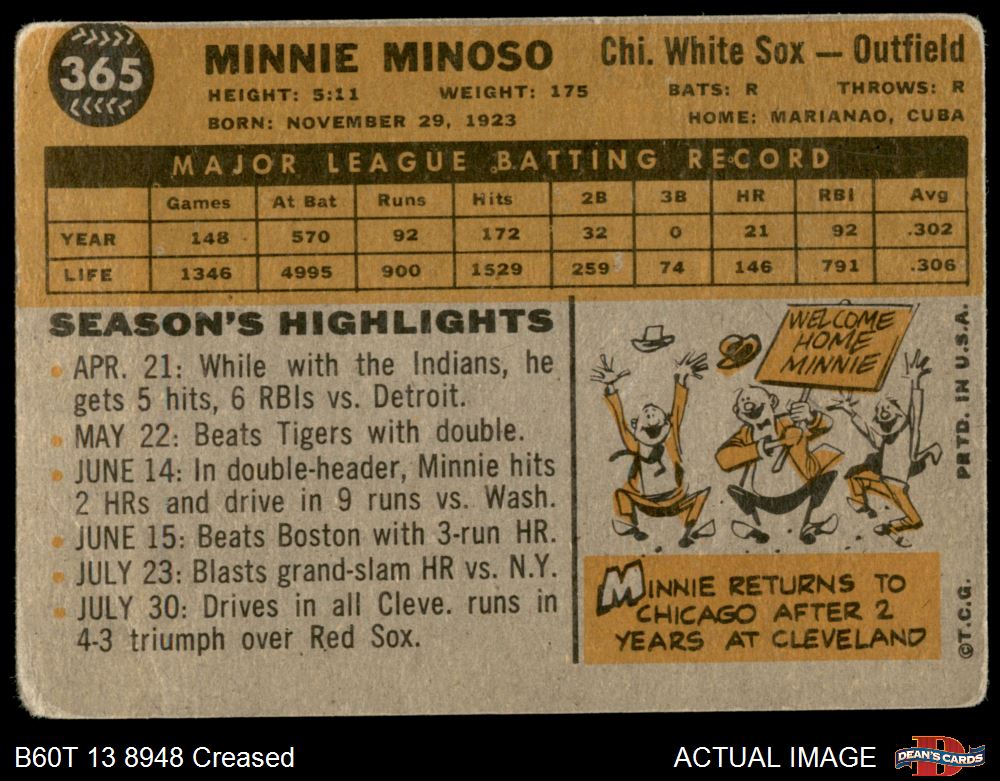 365
MINNIE MINOSO
Chi. White Sox — Outfield
HEIGHT: 5:11 WEIGHT: 175 BATS: R THROWS: R
BORN: NOVEMBER 29, 1923 HOME: MARIANAO, CUBA
MAJOR LEAGUE BATTING RECORD
Games At Bat Runs Hits 2B 3B HR RBI Avg
YEAR 148 570 92 172 32 0 21 92 .302
LIFE 1346 4995 900 1529 259 74 146 791 .306
SEASON'S HIGHLIGHTS
APR. 21: While with the Indians, he
gets 5 hits, 6 RBIs vs. Detroit.
MAY 22: Beats Tigers with double.
JUNE 14: In double-header, Minnie hits
2 HRs and drive in 9 runs vs. Wash.
JUNE 15: Beats Boston with 3-run HR.
JULY 23: Blasts grand-slam HR vs. N.Y.
JULY 30: Drives in all Cleve. runs in
4-3 triumph over Red Sox.
WELCOME
HOME
MINNIE
MINNIE RETURNS TO
CHICAGO AFTER 2
YEARS AT CLEVELAND
©T.C.G. PRTD. IN U.S.A.
B60T 13 8948 Creased
ACTUAL IMAGE
D
DEAN'S CARDS